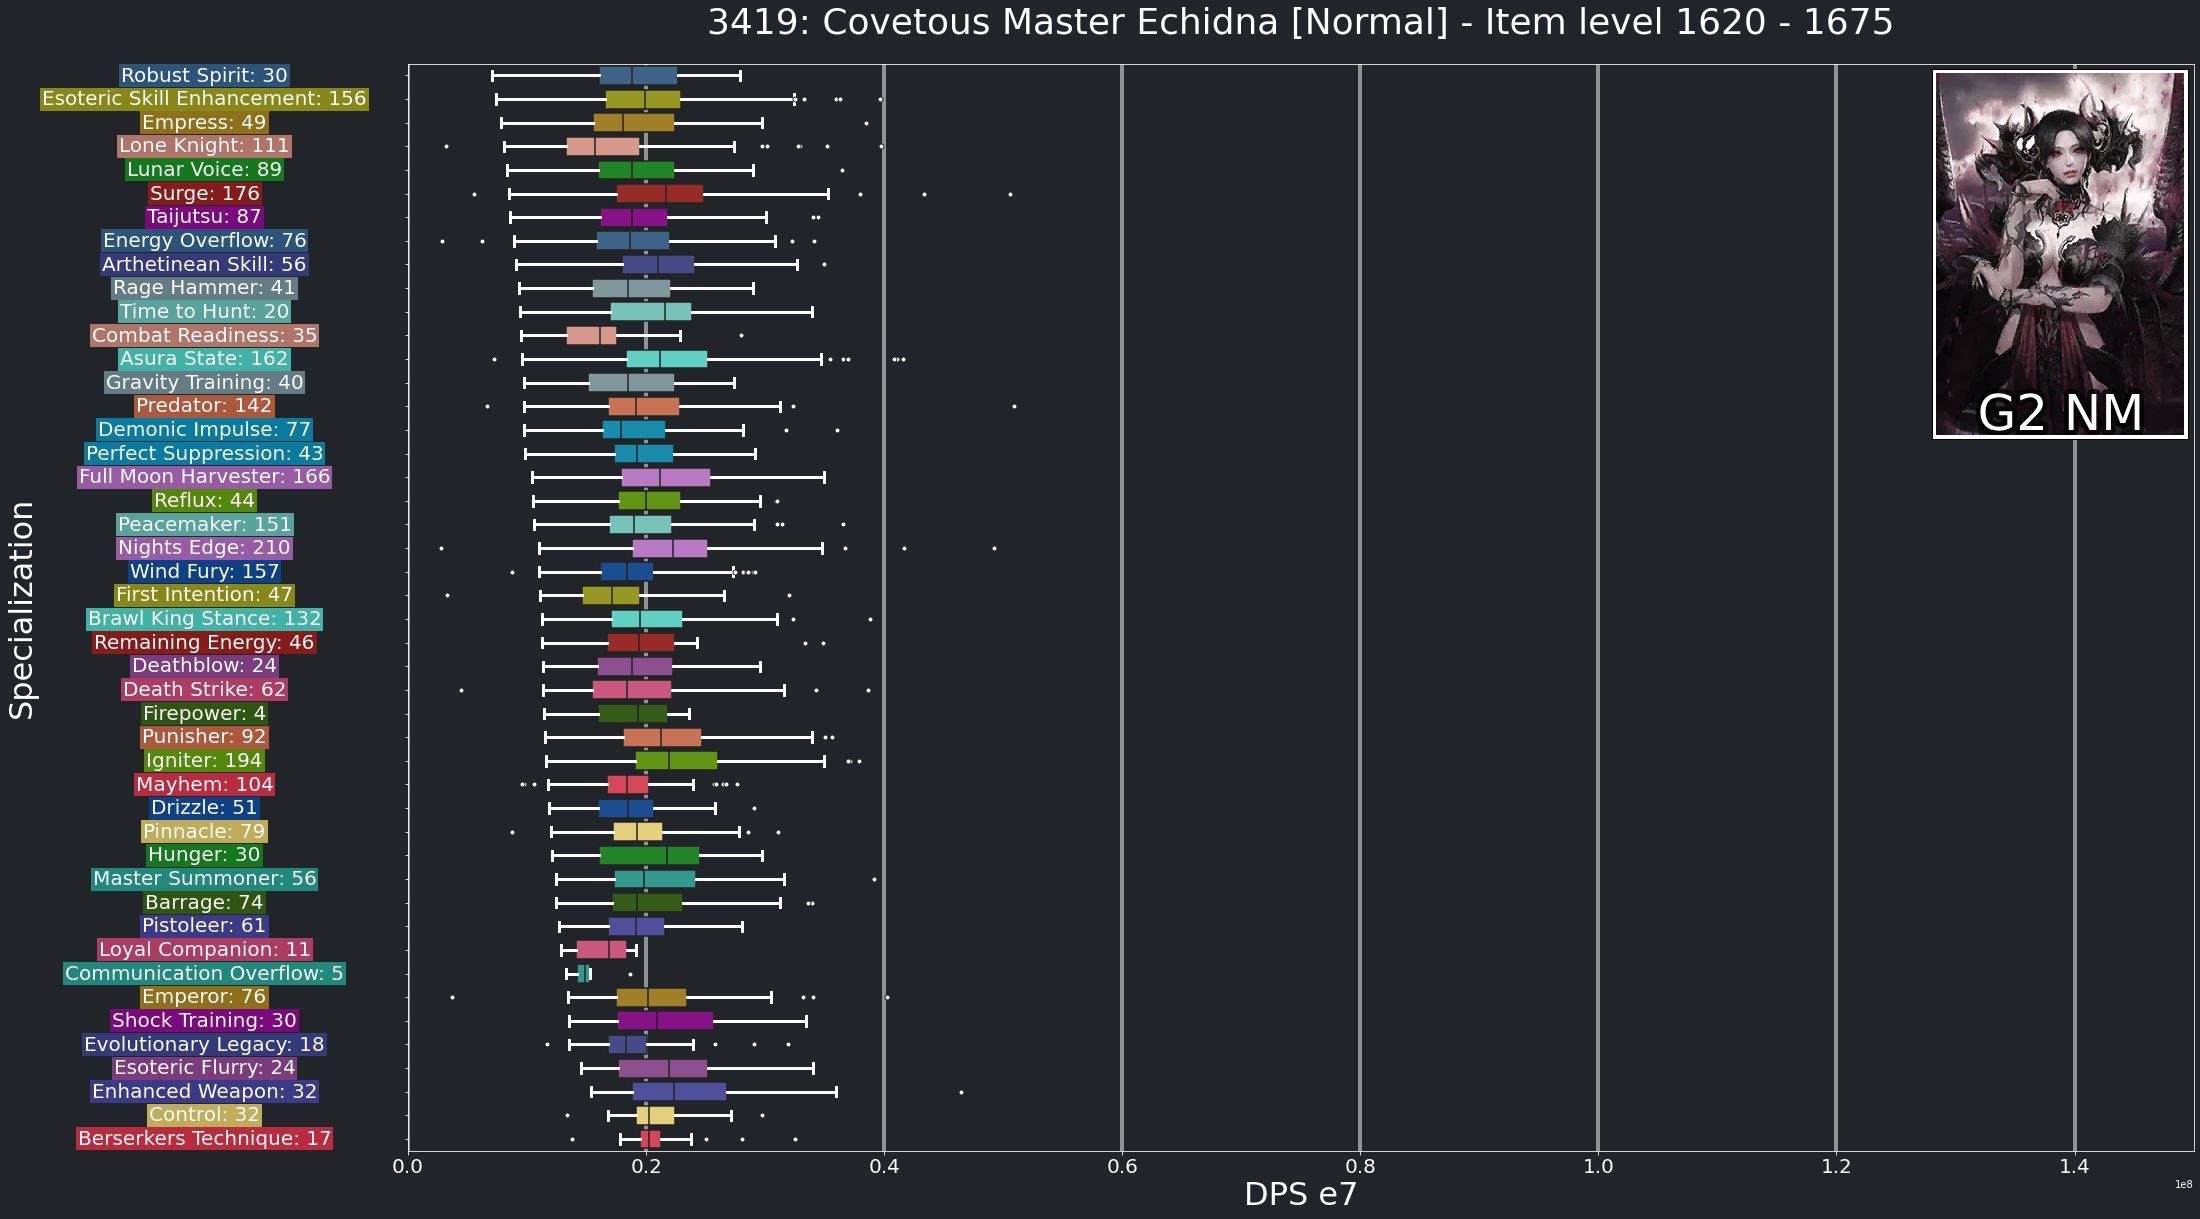 3419: Covetous Master Echidna [Normal] - Item level 1620 - 1675
Specialization
Robust Spirit: 30
Esoteric Skill Enhancement: 156
Empress: 49
Lone Knight: 111
Lunar Voice: 89
Surge: 176
Taijutsu: 87
Energy Overflow: 76
Arthetinean Skill: 56
Rage Hammer: 41
Time to Hunt: 20
Combat Readiness: 35
Asura State: 162
Gravity Training: 40
Predator: 142
Demonic Impulse: 77
Perfect Suppression: 43
Full Moon Harvester: 166
Reflux: 44
Peacemaker: 151
Nights Edge: 210
Wind Fury: 157
First Intention: 47
Brawl King Stance: 132
Remaining Energy: 46
Deathblow: 24
Death Strike: 62
Firepower: 4
Punisher: 92
Igniter: 194
Mayhem: 104
Drizzle: 51
Pinnacle: 79
Hunger: 30
Master Summoner: 56
Barrage: 74
Pistoleer: 61
Loyal Companion: 11
Communication Overflow: 5
Emperor: 76
Shock Training: 30
Evolutionary Legacy: 18
Esoteric Flurry: 24
Enhanced Weapon: 32
Control: 32
Berserkers Technique: 17
G2 NM
0.0 0.2 0.4 0.6 0.8 1.0 1.2 1.4
1e8
DPS e7